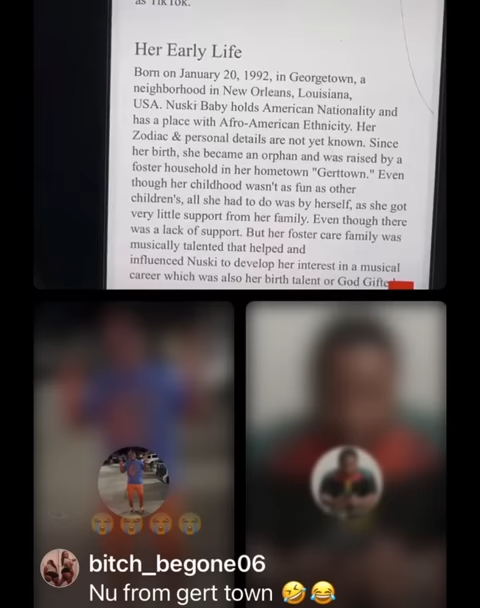 as TikTok.
Her Early Life
Born on January 20, 1992, in Georgetown, a
neighborhood in New Orleans, Louisiana,
USA. Nuski Baby holds American Nationality and
has a place with Afro-American Ethnicity. Her
Zodiac & personal details are not yet known. Since
her birth, she became an orphan and was raised by a
foster household in her hometown "Gerttown." Even
though her childhood wasn't as fun as other
children's, all she had to do was by herself, as she got
very little support from her family. Even though there
was a lack of support. But her foster care family was
musically talented that helped and
influenced Nuski to develop her interest in a musical
career which was also her birth talent or God
😭😭😭😭
bitch_begone06
Nu from gert town 🤣😂